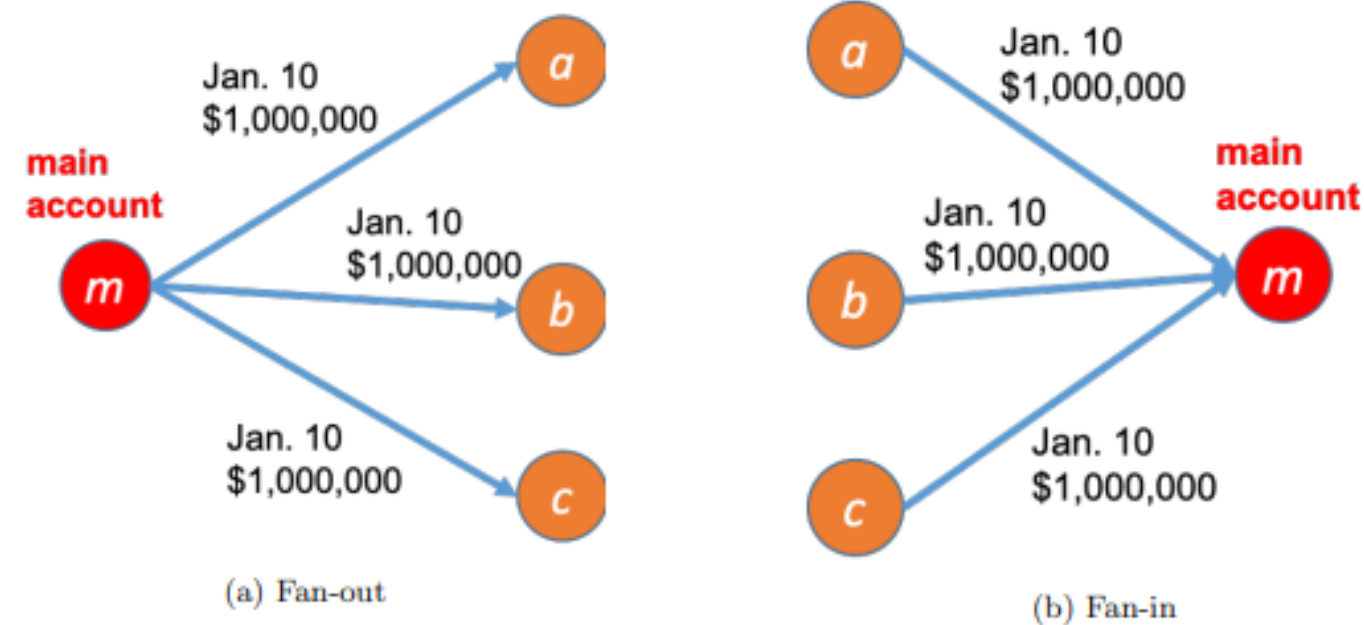 Jan. 10
$1,000,000
a
main
account
Jan. 10
$1,000,000
m
b
Jan. 10
$1,000,000
c
(a) Fan-out
a
Jan. 10
$1,000,000
main
account
Jan. 10
$1,000,000
m
b
Jan. 10
$1,000,000
c
(b) Fan-in